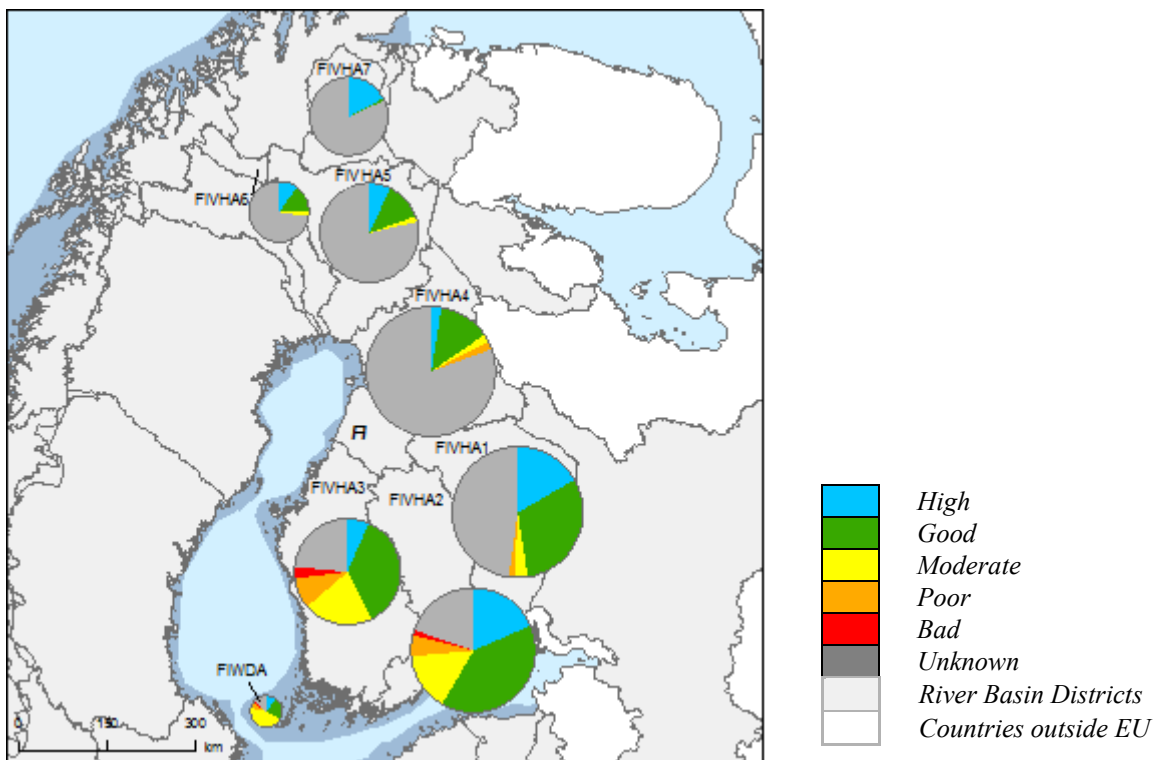 FIVHA7
FIVHA6
FIVHA5
FIVHA4
FI
FIVHA1
FIVHA3
FIVHA2
FIWDA
0 150 300
km
High
Good
Moderate
Poor
Bad
Unknown
River Basin Districts
Countries outside EU